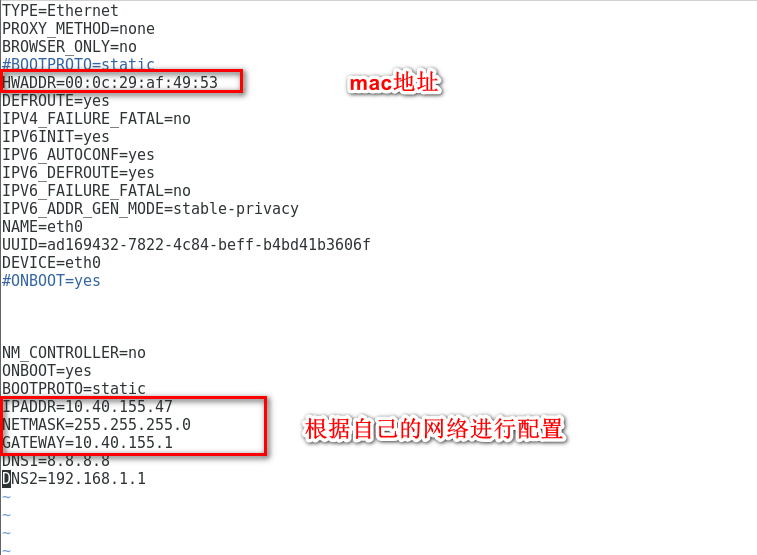 TYPE=Ethernet
PROXY_METHOD=none
BROWSER_ONLY=no
#BOOTPROTO=static
HWADDR=00:0c:29:af:49:53
mac地址
DEFROUTE=yes
IPV4_FAILURE_FATAL=no
IPV6INIT=yes
IPV6_AUTOCONF=yes
IPV6_DEFROUTE=yes
IPV6_FAILURE_FATAL=no
IPV6_ADDR_GEN_MODE=stable-privacy
NAME=eth0
UUID=ad169432-7822-4c84-beff-b4bd41b3606f
DEVICE=eth0
#ONBOOT=yes
NM_CONTROLLER=no
ONBOOT=yes
BOOTPROTO=static
IPADDR=10.40.155.47
NETMASK=255.255.255.0
根据自己的网络进行配置
GATEWAY=10.40.155.1
DNS1=8.8.8.8
DNS2=192.168.1.1
~
~
~
~